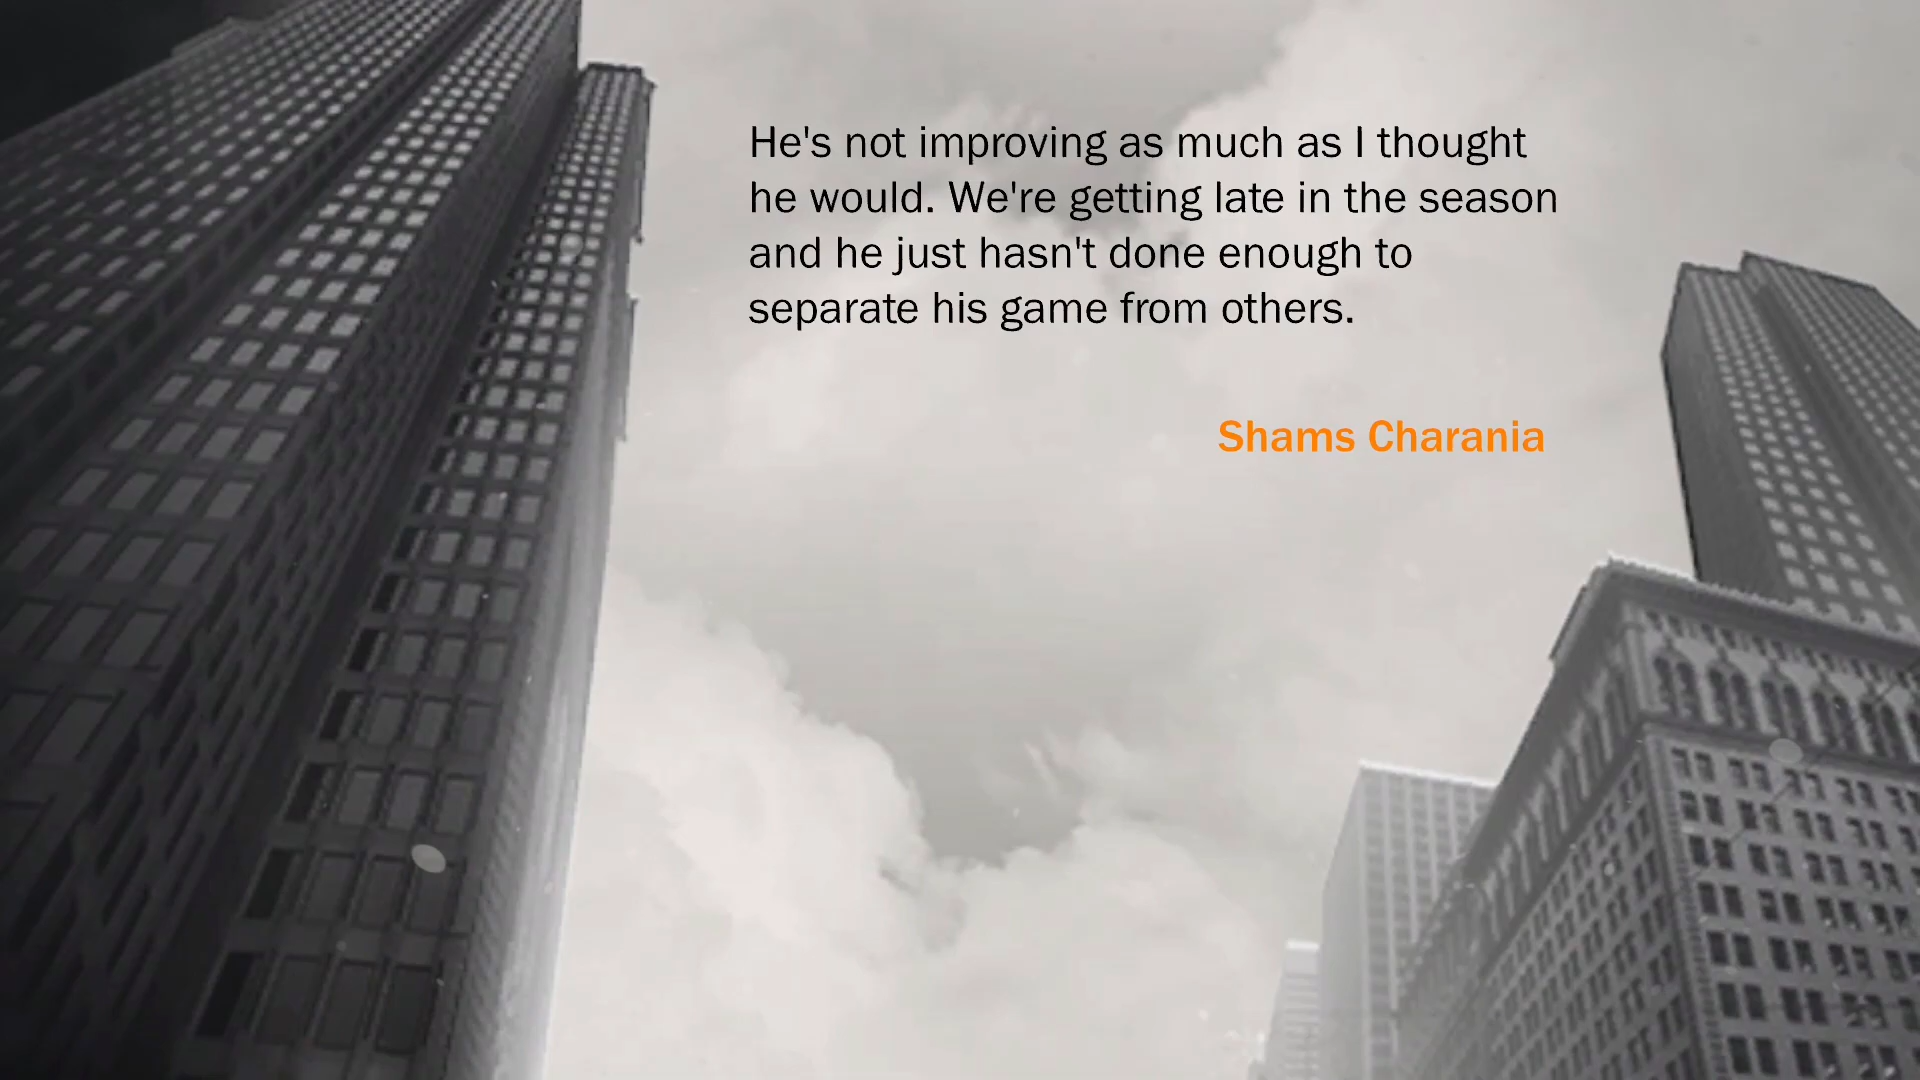 He's not improving as much as I thought
he would. We're getting late in the season
and he just hasn't done enough to
separate his game from others.
Shams Charania